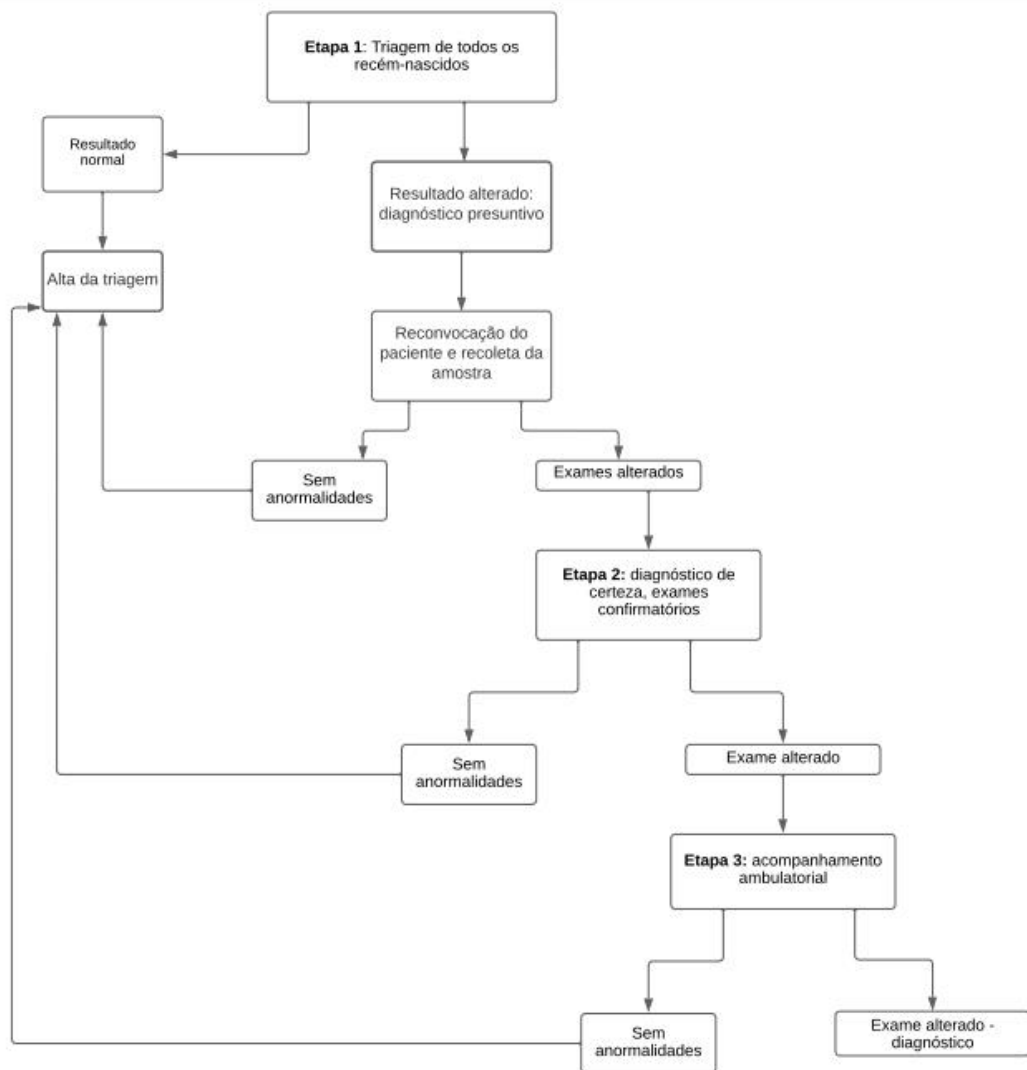 Etapa 1: Triagem de todos os
recém-nascidos
Resultado
normal
Resultado alterado:
diagnóstico presuntivo
Alta da triagem
Reconvocação do
paciente e recoleta da
amostra
Sem
anormalidades
Exames alterados
Etapa 2: diagnóstico de
certeza, exames
confirmatórios
Sem
anormalidades
Exame alterado
Etapa 3: acompanhamento
ambulatorial
Sem
anormalidades
Exame alterado -
diagnóstico